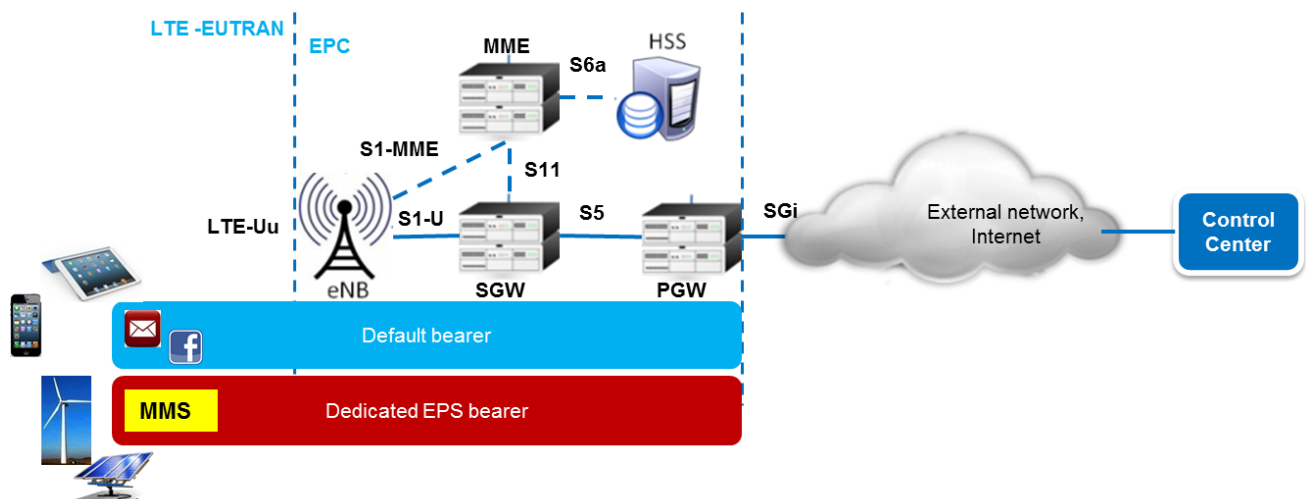 LTE -EUTRAN
EPC
MME
HSS
S6a
S1-MME
S11
LTE-Uu
S1-U
S5
SGi
External network,
Internet
Control
Center
eNB
SGW
PGW
f
Default bearer
MMS
Dedicated EPS bearer